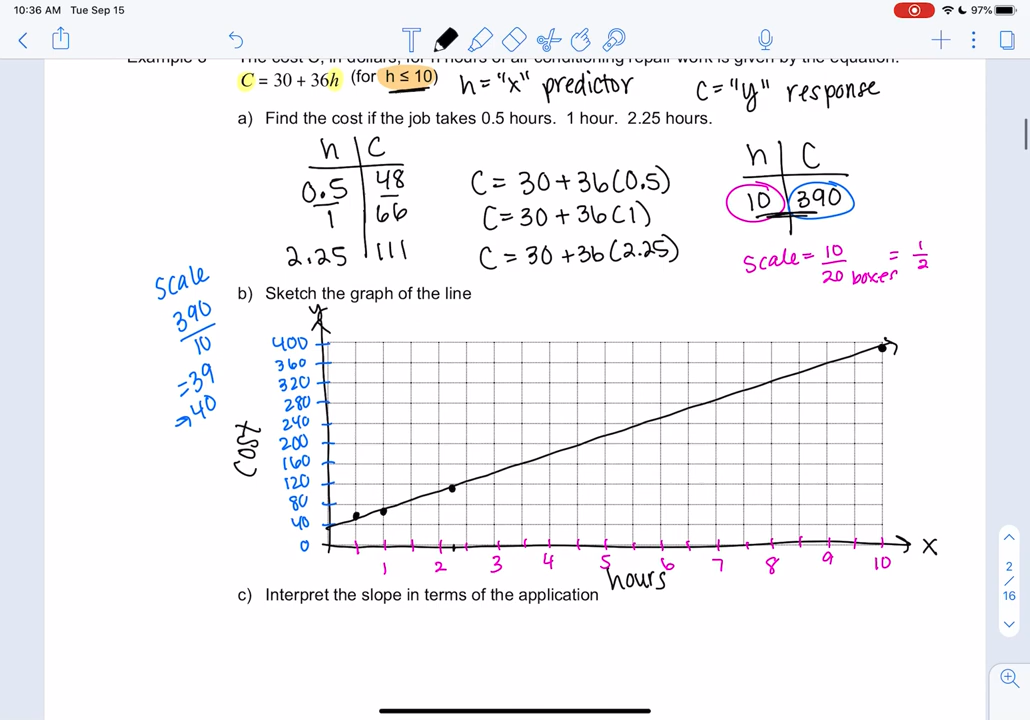 10:36 AM Tue Sep 15
97%
C = 30 + 36h (for h ≤ 10) h = "x" predictor C = "y" response
a) Find the cost if the job takes 0.5 hours. 1 hour. 2.25 hours.
h C
0.5 48
1 66
2.25 111
C = 30 + 36(0.5)
C = 30 + 36(1)
C = 30 + 36(2.25)
h C
10 390
Scale = 10/20 boxes = 1/2
Scale
390/10
= 39
→ 40
b) Sketch the graph of the line
y
400
360
320
280
240
200
160
120
80
40
0
Cost
1 2 3 4 5 6 7 8 9 10
x
hours
c) Interpret the slope in terms of the application
2
/
16